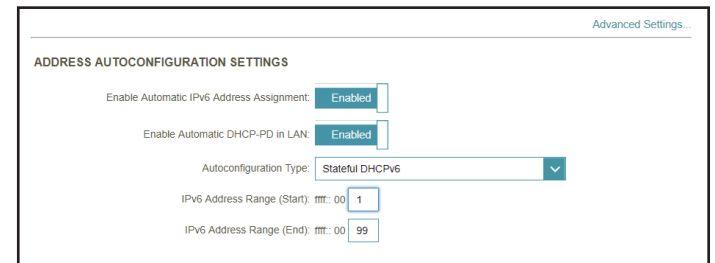 Advanced Settings...
ADDRESS AUTOCONFIGURATION SETTINGS
Enable Automatic IPv6 Address Assignment: Enabled
Enable Automatic DHCP-PD in LAN: Enabled
Autoconfiguration Type: Stateful DHCPv6
IPv6 Address Range (Start): ffff:: 00 1
IPv6 Address Range (End): ffff:: 00 99